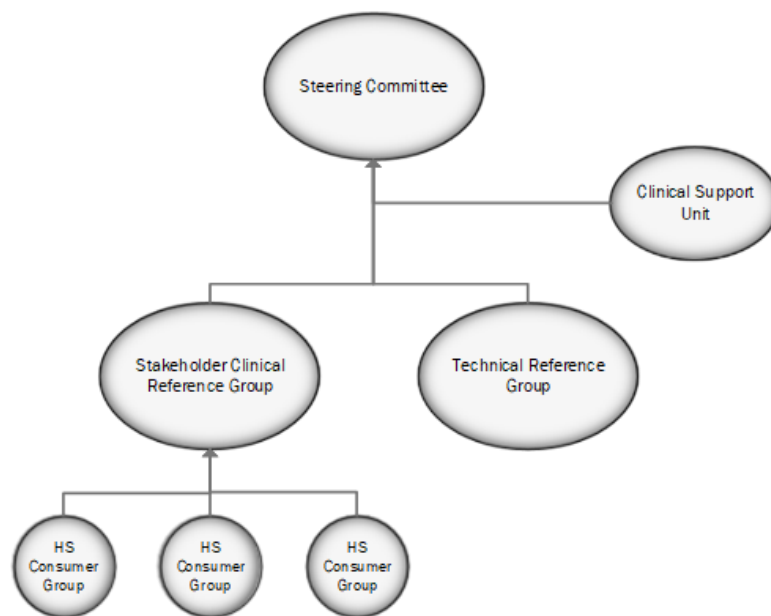 Steering Committee
Clinical Support
Unit
Stakeholder Clinical
Reference Group
Technical Reference
Group
HS
Consumer
Group
HS
Consumer
Group
HS
Consumer
Group